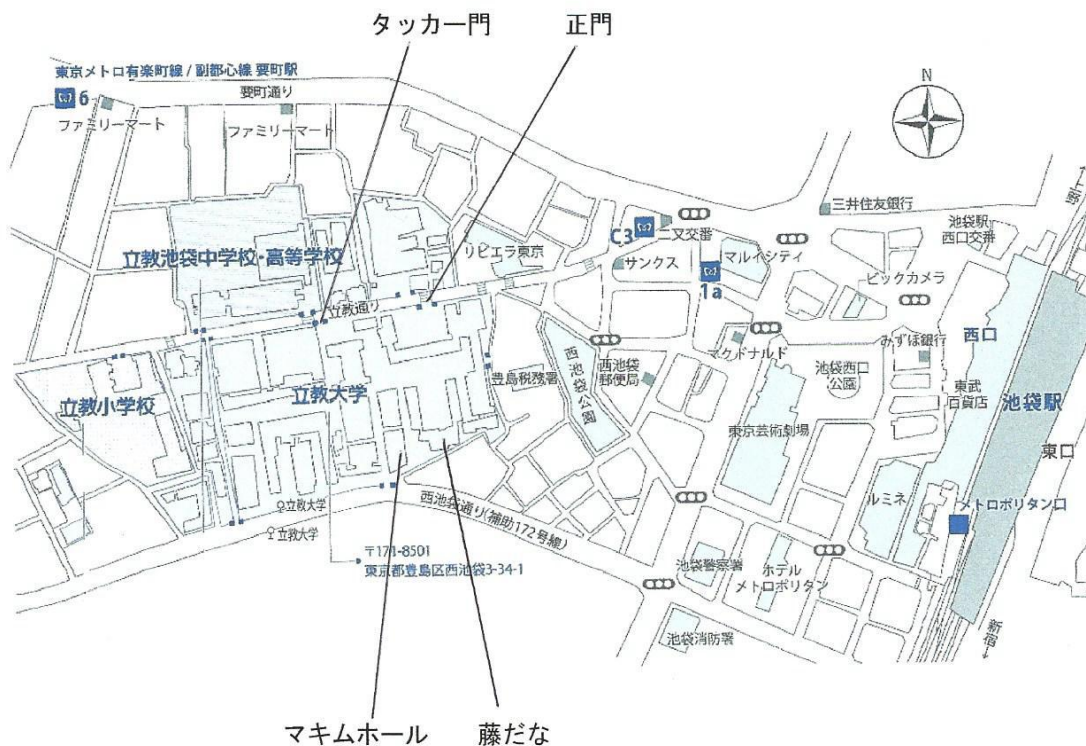 タッカー門
正門
東京メトロ有楽町線 / 副都心線 要町駅
6
ファミリーマート
要町通り
ファミリーマート
N
三井住友銀行
↑上野
池袋駅
西口交番
C3
二又交番
リビエラ東京
サンクス
マルイシティ
1a
ビックカメラ
立教池袋中学校・高等学校
立教通り
マクドナルド
みずほ銀行
西口
西池袋公園
西池袋
郵便局
池袋西口
公園
東武
百貨店
池袋駅
東口
豊島税務署
立教大学
立教小学校
東京芸術劇場
ルミネ
メトロポリタン口
立教大学
立教大学
西池袋通り(補助172号線)
〒171-8501
東京都豊島区西池袋3-34-1
池袋警察署
ホテル
メトロポリタン
池袋消防署
新宿↓
マキムホール
藤だな